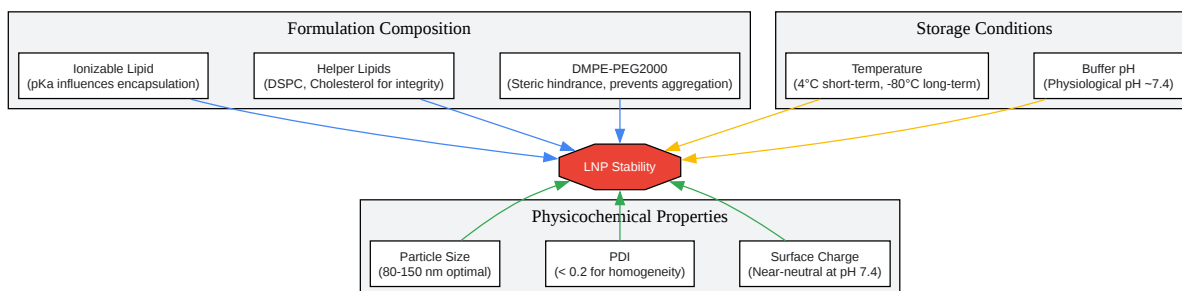 Formulation Composition
Ionizable Lipid
(pKa influences encapsulation)
Helper Lipids
(DSPC, Cholesterol for integrity)
DMPE-PEG2000
(Steric hindrance, prevents aggregation)
Storage Conditions
Temperature
(4°C short-term, -80°C long-term)
Buffer pH
(Physiological pH ~7.4)
LNP Stability
Physicochemical Properties
Particle Size
(80-150 nm optimal)
PDI
(< 0.2 for homogeneity)
Surface Charge
(Near-neutral at pH 7.4)